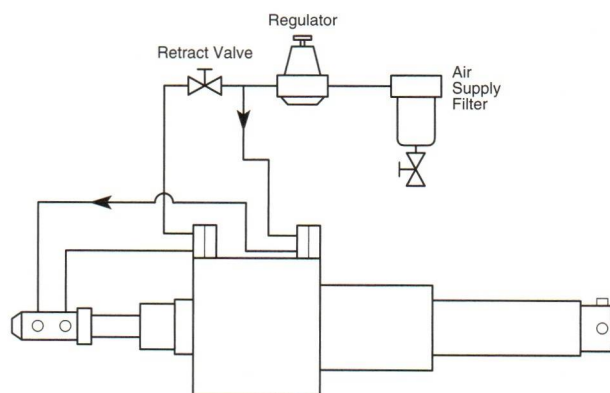 Regulator
Retract Valve
Air
Supply
Filter